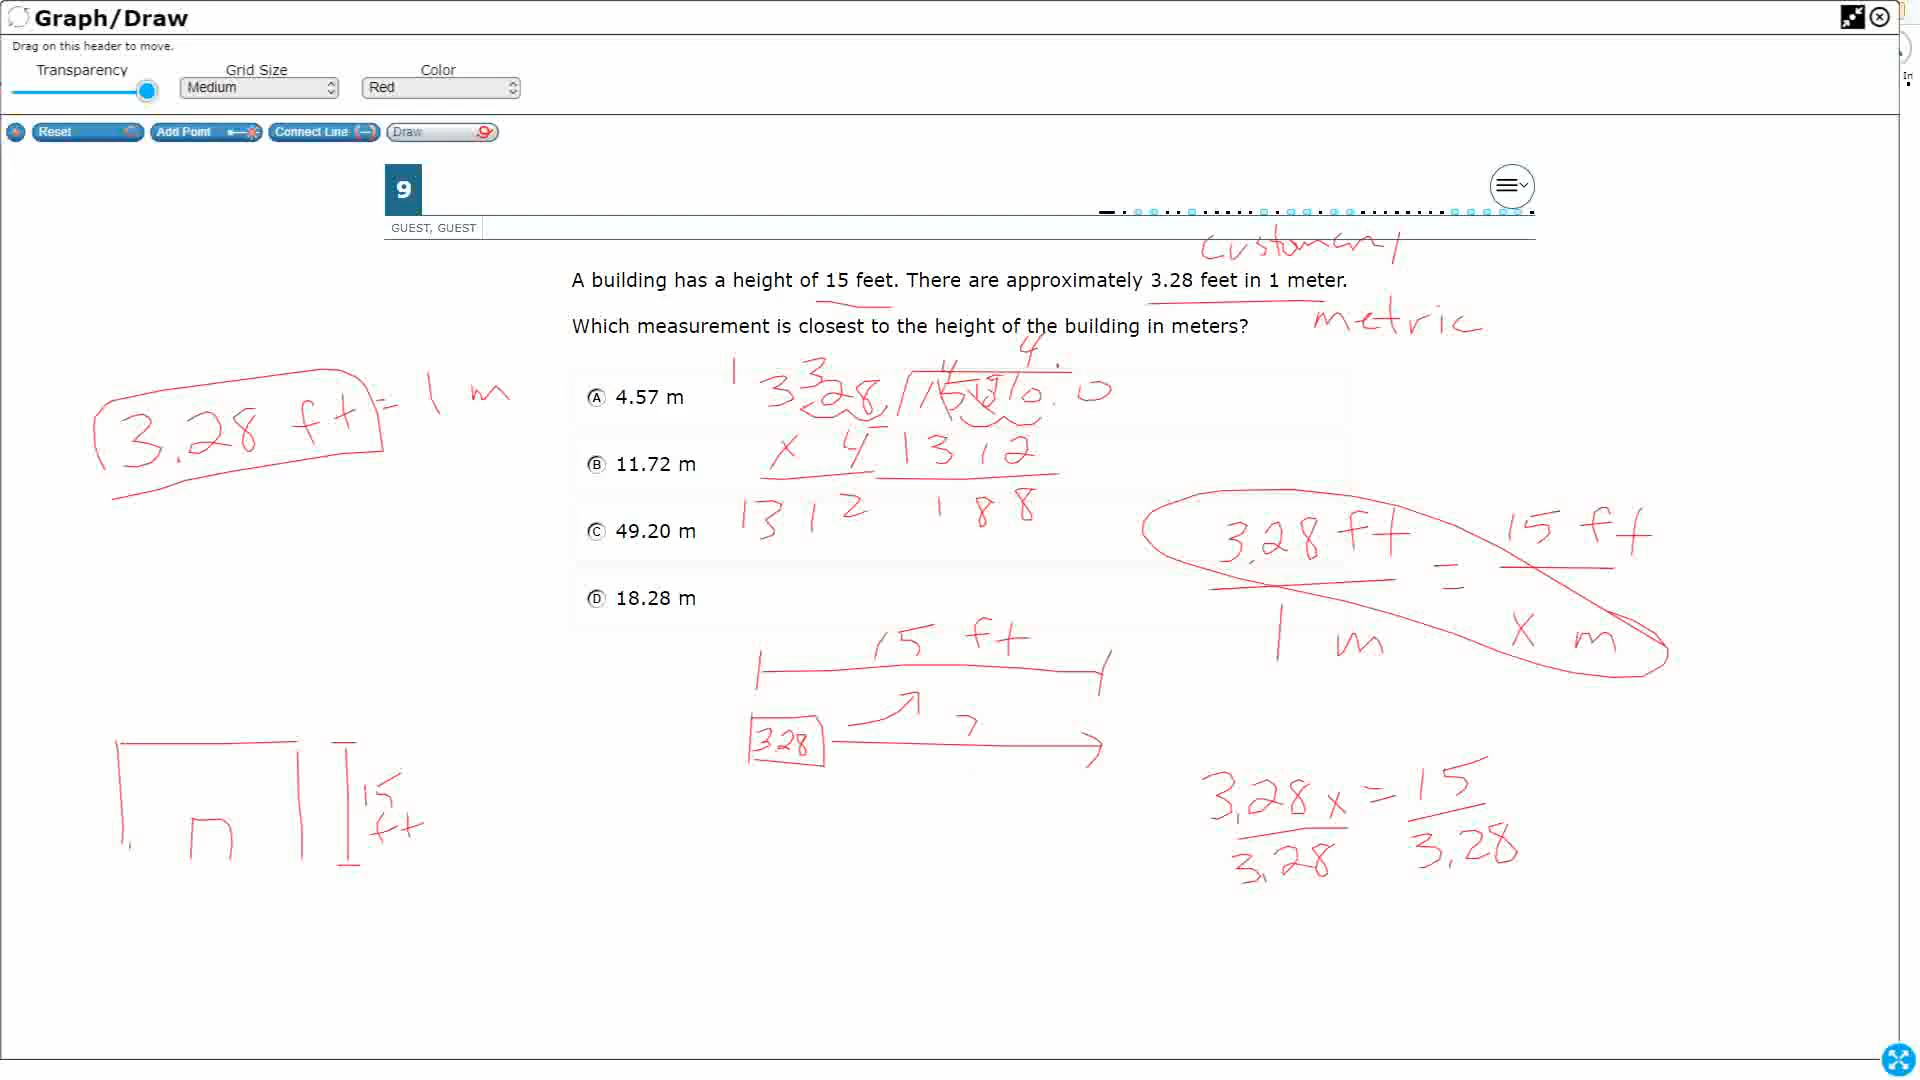 Graph/Draw
Drag on this header to move.
Transparency Grid Size Color
Medium Red
Reset Add Point Connect Line Draw
9
GUEST, GUEST
customary
A building has a height of 15 feet. There are approximately 3.28 feet in 1 meter.
metric
Which measurement is closest to the height of the building in meters?
A 4.57 m
B 11.72 m
C 49.20 m
D 18.28 m
3.28 ft = 1 m
4.
x 4 1312
1312 188
3.28 ft = 15 ft
1 m x m
15 ft
3.28 ?
15
ft
3.28x = 15
3.28 3.28